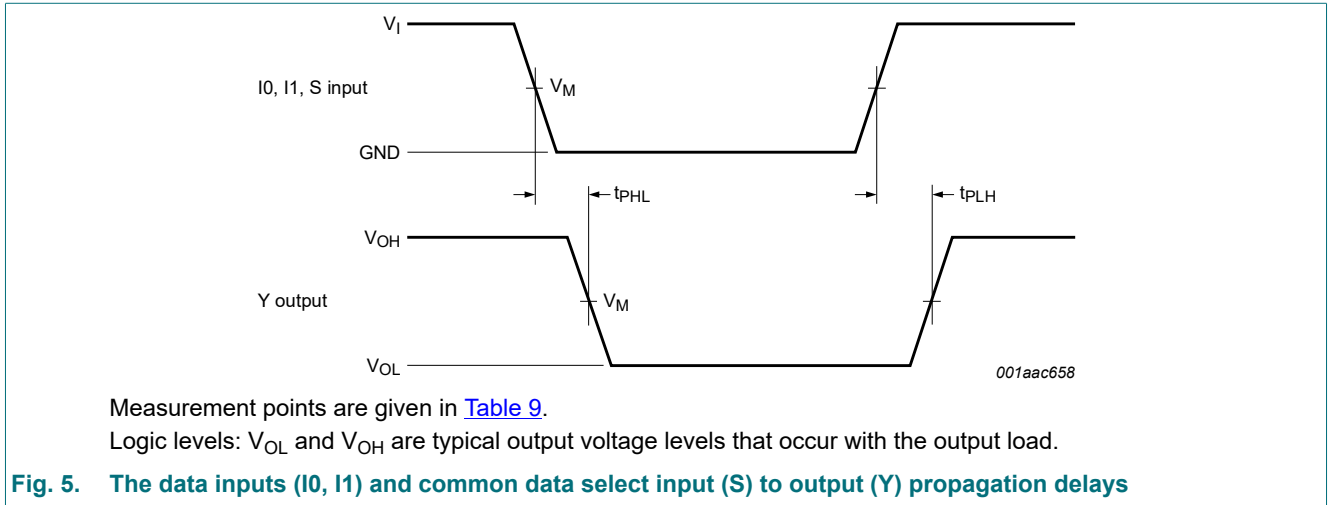 VI
I0, I1, S input
VM
GND
tPHL
tPLH
VOH
Y output
VM
VOL
001aac658
Measurement points are given in Table 9.
Logic levels: VOL and VOH are typical output voltage levels that occur with the output load.
Fig. 5. The data inputs (I0, I1) and common data select input (S) to output (Y) propagation delays